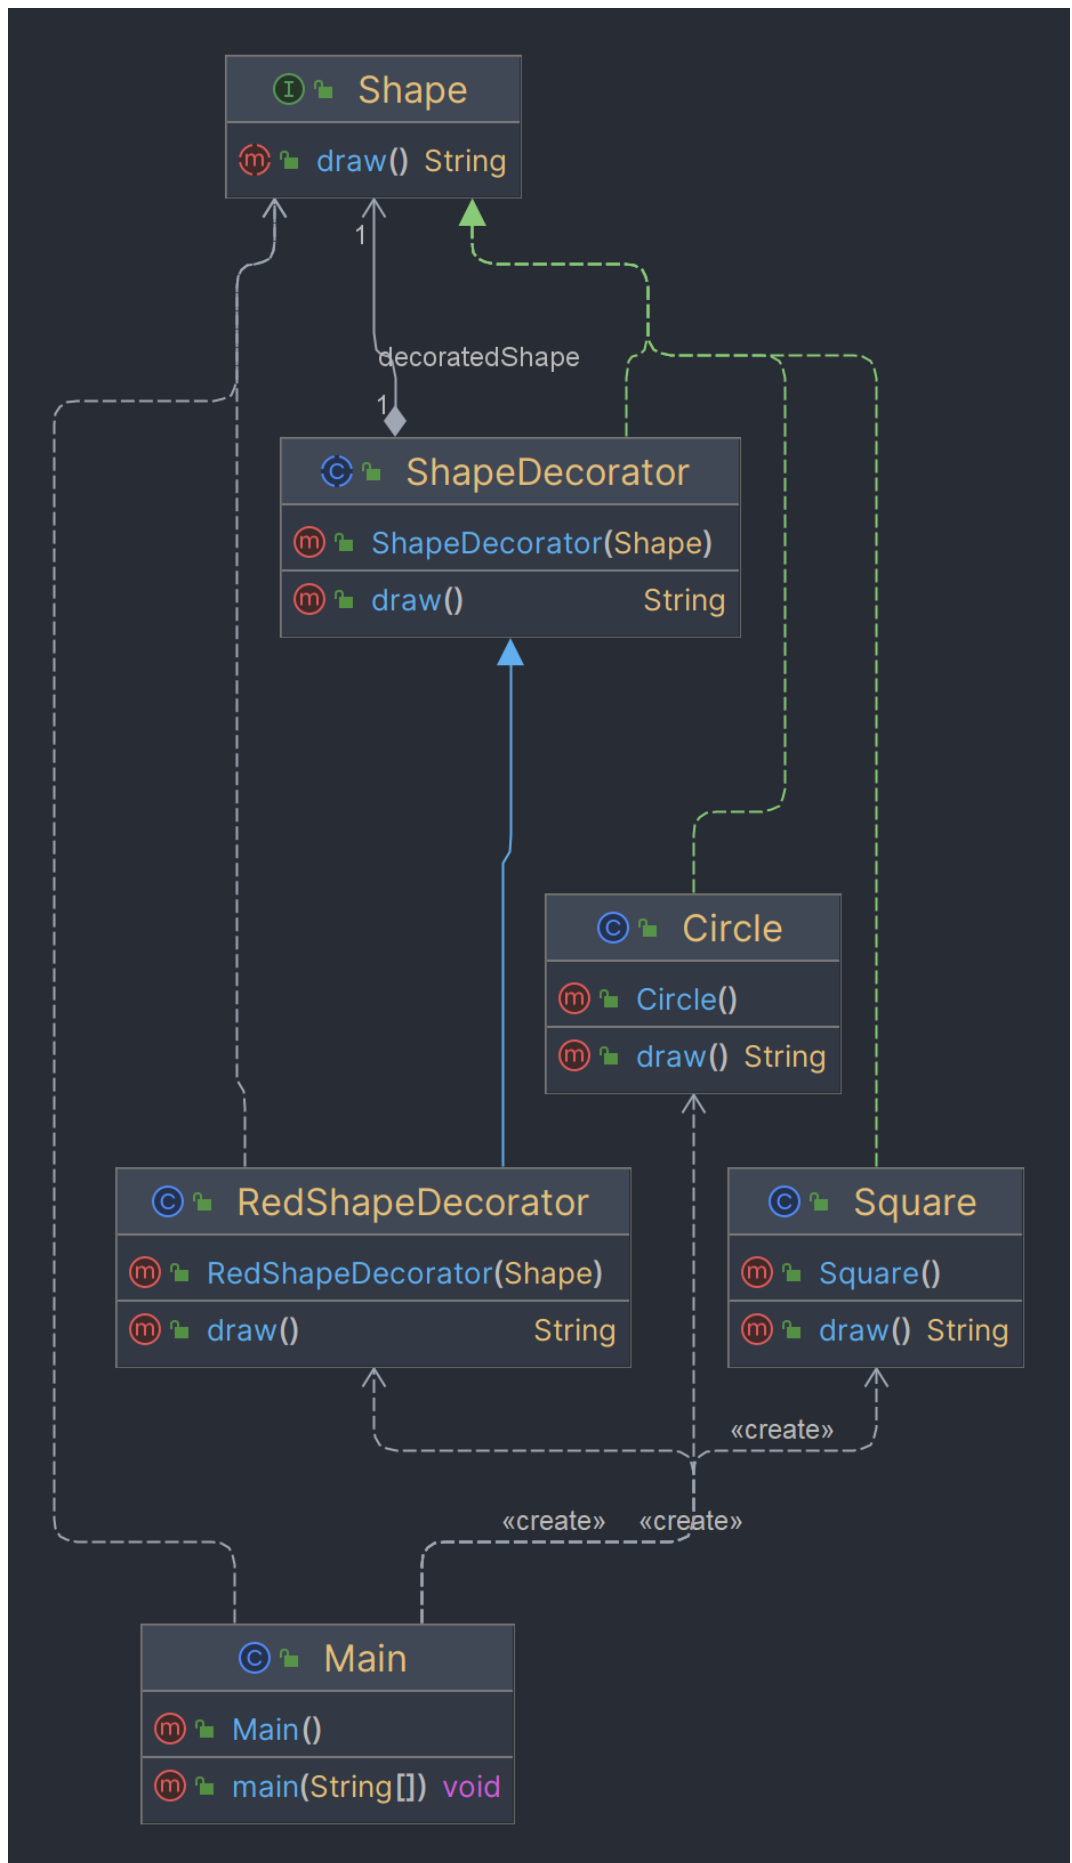 Shape
draw() String
1
decoratedShape
1
ShapeDecorator
ShapeDecorator(Shape)
draw() String
Circle
Circle()
draw() String
RedShapeDecorator
RedShapeDecorator(Shape)
draw() String
Square
Square()
draw() String
«create»
«create» «create»
Main
Main()
main(String[]) void